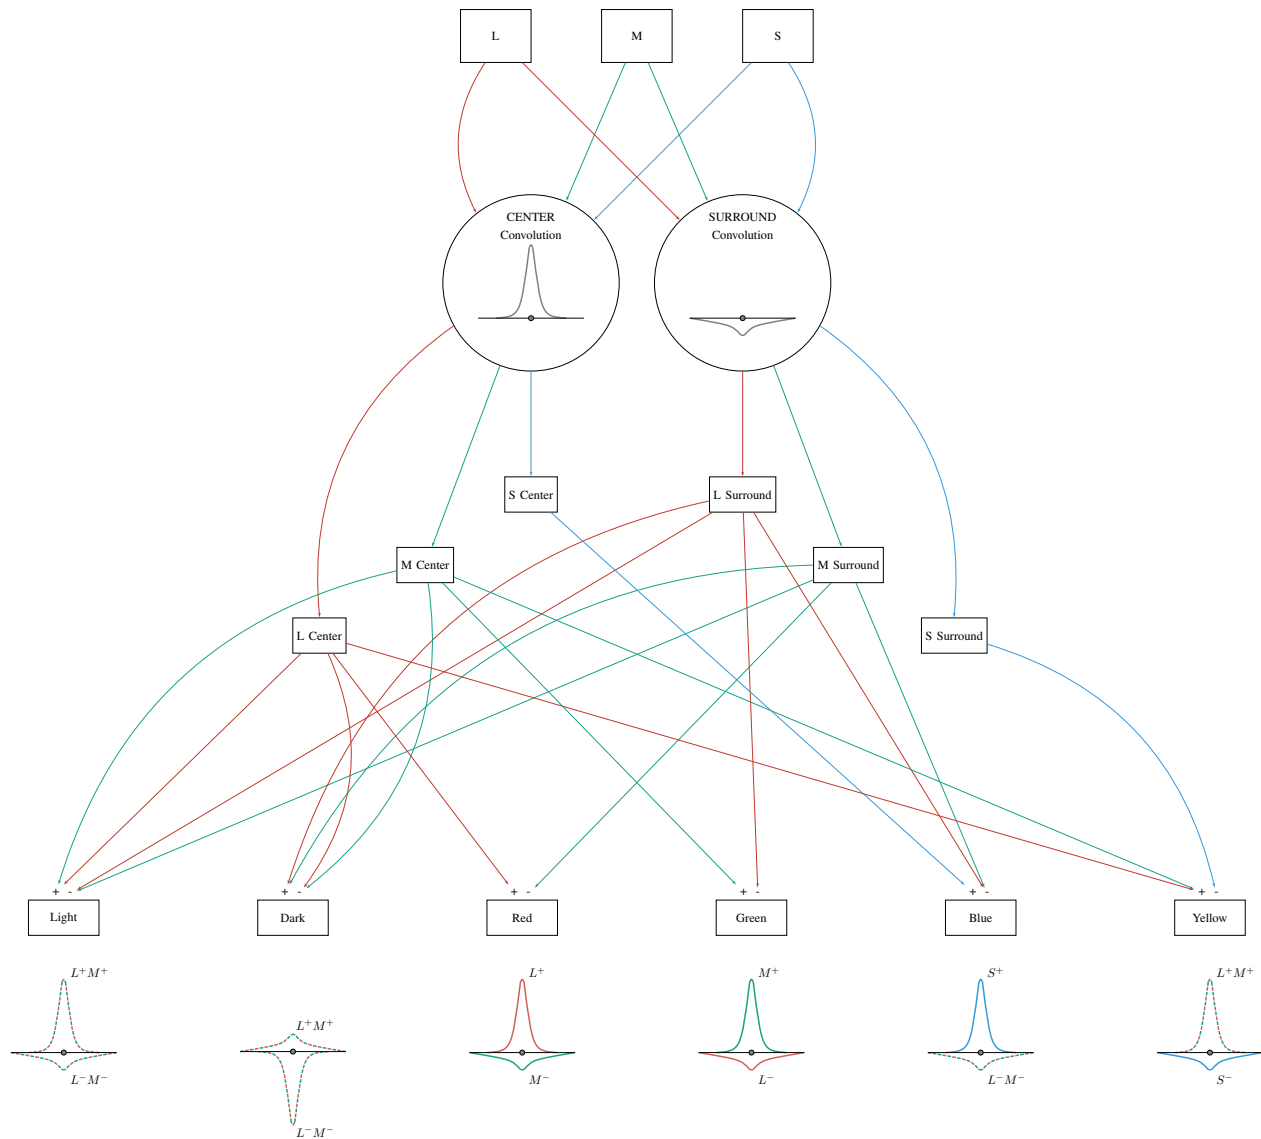 L
M
S
CENTER
Convolution
SURROUND
Convolution
S Center
L Surround
M Center
M Surround
L Center
S Surround
+ -
+ -
+ -
+ -
+ -
+ -
Light
Dark
Red
Green
Blue
Yellow
L⁺M⁺
L⁺
M⁺
S⁺
L⁺M⁺
L⁺M⁺
L⁻M⁻
M⁻
L⁻
L⁻M⁻
S⁻
L⁻M⁻